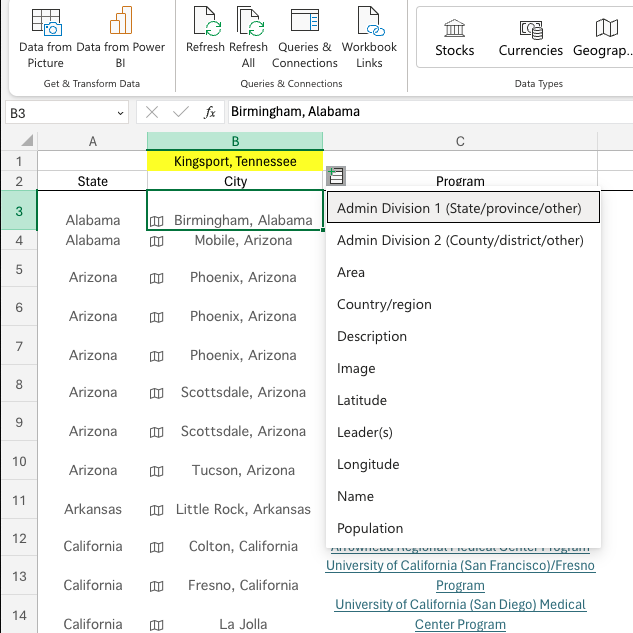 Data from Picture
Data from Power BI
Refresh
Refresh All
Queries & Connections
Workbook Links
Stocks
Currencies
Geograp...
Get & Transform Data
Queries & Connections
Data Types
B3
fx
Birmingham, Alabama
A
B
C
1
Kingsport, Tennessee
2
State
City
Program
3
Alabama
Birmingham, Alabama
4
Alabama
Mobile, Arizona
5
Arizona
Phoenix, Arizona
6
Arizona
Phoenix, Arizona
7
Arizona
Phoenix, Arizona
8
Arizona
Scottsdale, Arizona
9
Arizona
Scottsdale, Arizona
10
Arizona
Tucson, Arizona
11
Arkansas
Little Rock, Arkansas
12
California
Colton, California
13
California
Fresno, California
14
California
La Jolla
Admin Division 1 (State/province/other)
Admin Division 2 (County/district/other)
Area
Country/region
Description
Image
Latitude
Leader(s)
Longitude
Name
Population
Arrowhead Regional Medical Center Program
University of California (San Francisco)/Fresno
Program
University of California (San Diego) Medical
Center Program